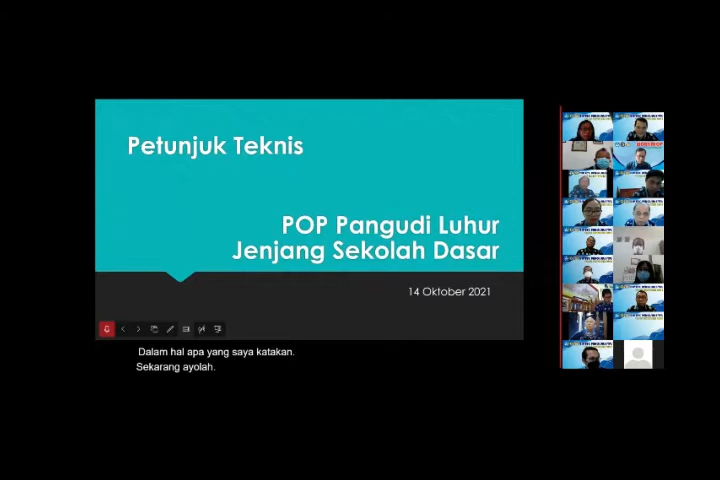 Petunjuk Teknis
POP Pangudi Luhur
Jenjang Sekolah Dasar
14 Oktober 2021
Dalam hal apa yang saya katakan.
Sekarang ayolah.